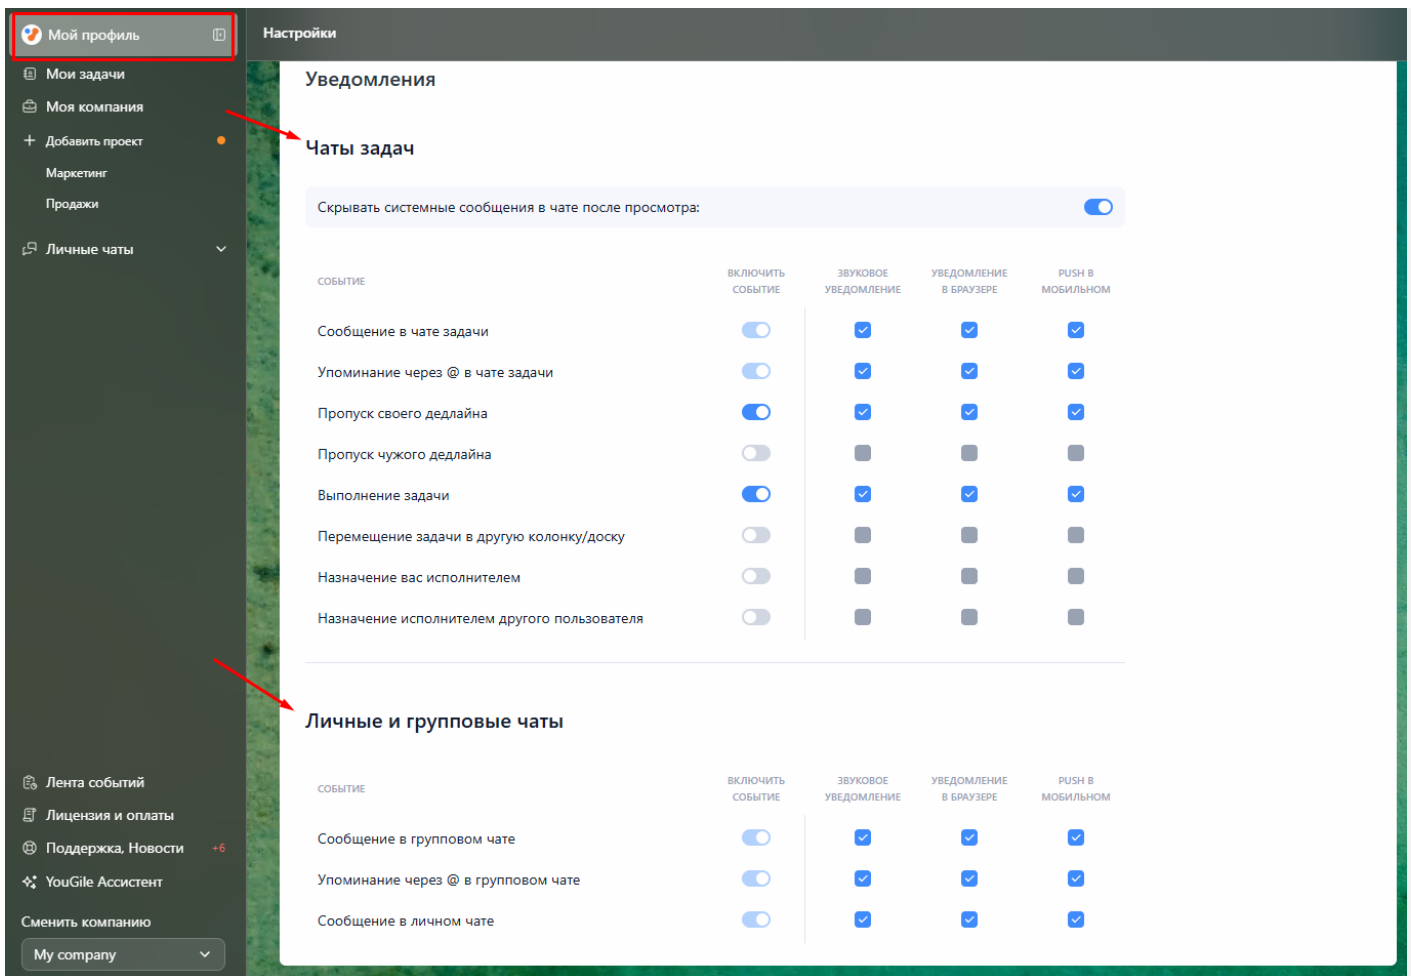 Мой профиль
Настройки
Мои задачи
Моя компания
Добавить проект
Маркетинг
Продажи
Личные чаты
Лента событий
Лицензия и оплаты
Поддержка, Новости +6
YouGile Ассистент
Сменить компанию
My company
Уведомления
Чаты задач
Скрывать системные сообщения в чате после просмотра:
СОБЫТИЕ
ВКЛЮЧИТЬ СОБЫТИЕ
ЗВУКОВОЕ УВЕДОМЛЕНИЕ
УВЕДОМЛЕНИЕ В БРАУЗЕРЕ
PUSH В МОБИЛЬНОМ
Сообщение в чате задачи
Упоминание через @ в чате задачи
Пропуск своего дедлайна
Пропуск чужого дедлайна
Выполнение задачи
Перемещение задачи в другую колонку/доску
Назначение вас исполнителем
Назначение исполнителем другого пользователя
Личные и групповые чаты
СОБЫТИЕ
ВКЛЮЧИТЬ СОБЫТИЕ
ЗВУКОВОЕ УВЕДОМЛЕНИЕ
УВЕДОМЛЕНИЕ В БРАУЗЕРЕ
PUSH В МОБИЛЬНОМ
Сообщение в групповом чате
Упоминание через @ в групповом чате
Сообщение в личном чате